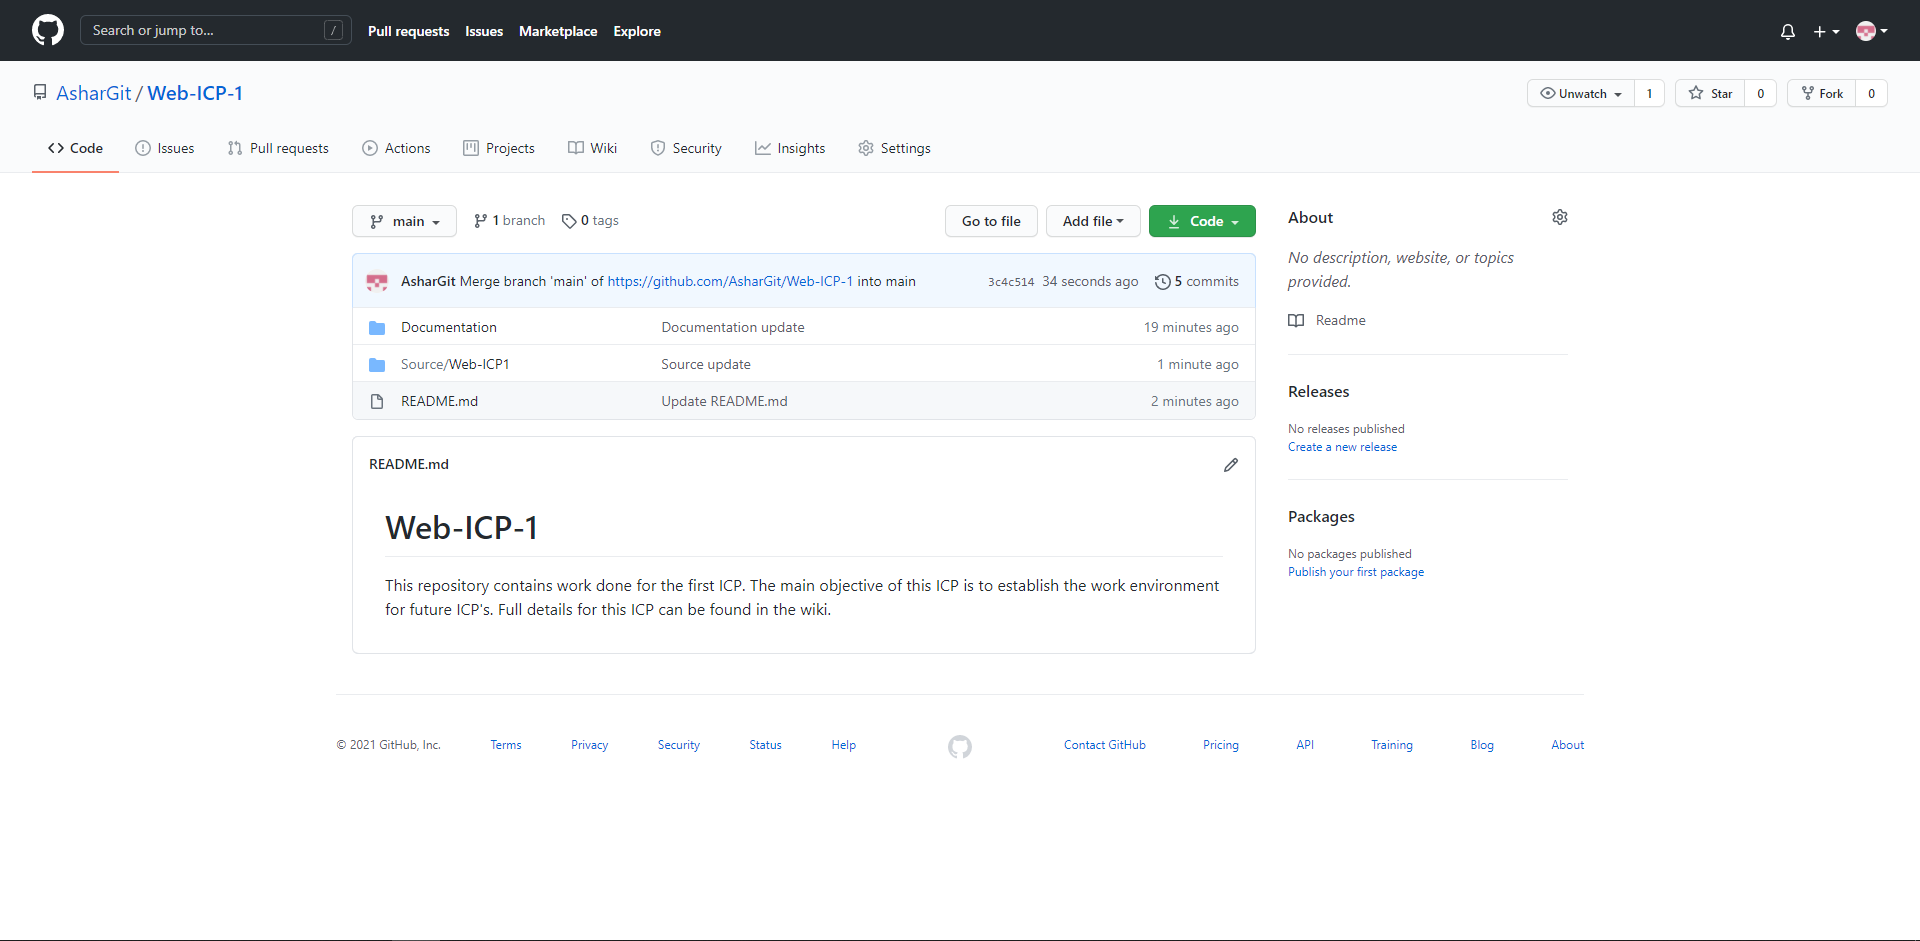 Search or jump to... /
Pull requests Issues Marketplace Explore
AsharGit / Web-ICP-1
Unwatch 1 Star 0 Fork 0
Code Issues Pull requests Actions Projects Wiki Security Insights Settings
main 1 branch 0 tags Go to file Add file Code
AsharGit Merge branch 'main' of https://github.com/AsharGit/Web-ICP-1 into main 3c4c514 34 seconds ago 5 commits
Documentation Documentation update 19 minutes ago
Source/Web-ICP1 Source update 1 minute ago
README.md Update README.md 2 minutes ago
README.md
Web-ICP-1
This repository contains work done for the first ICP. The main objective of this ICP is to establish the work environment
for future ICP's. Full details for this ICP can be found in the wiki.
About
No description, website, or topics
provided.
Readme
Releases
No releases published
Create a new release
Packages
No packages published
Publish your first package
© 2021 GitHub, Inc. Terms Privacy Security Status Help Contact GitHub Pricing API Training Blog About